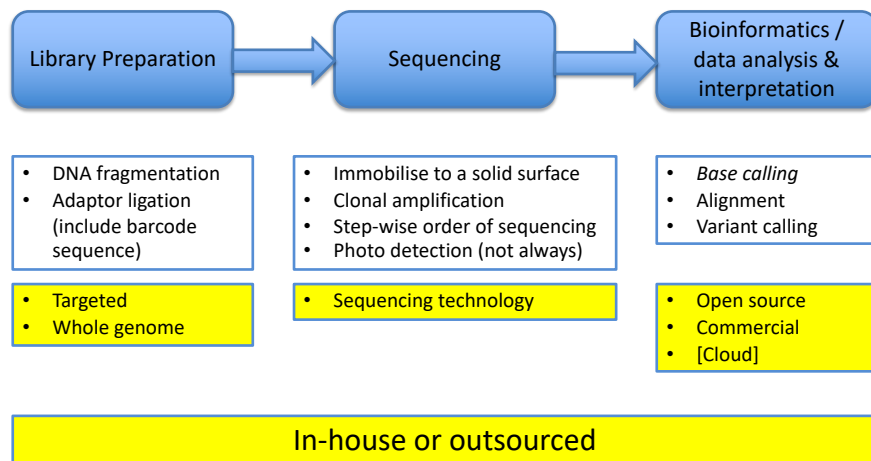 Library Preparation
Sequencing
Bioinformatics /
data analysis &
interpretation
• DNA fragmentation
• Adaptor ligation
(include barcode
sequence)
• Immobilise to a solid surface
• Clonal amplification
• Step-wise order of sequencing
• Photo detection (not always)
• Base calling
• Alignment
• Variant calling
• Targeted
• Whole genome
• Sequencing technology
• Open source
• Commercial
• [Cloud]
In-house or outsourced